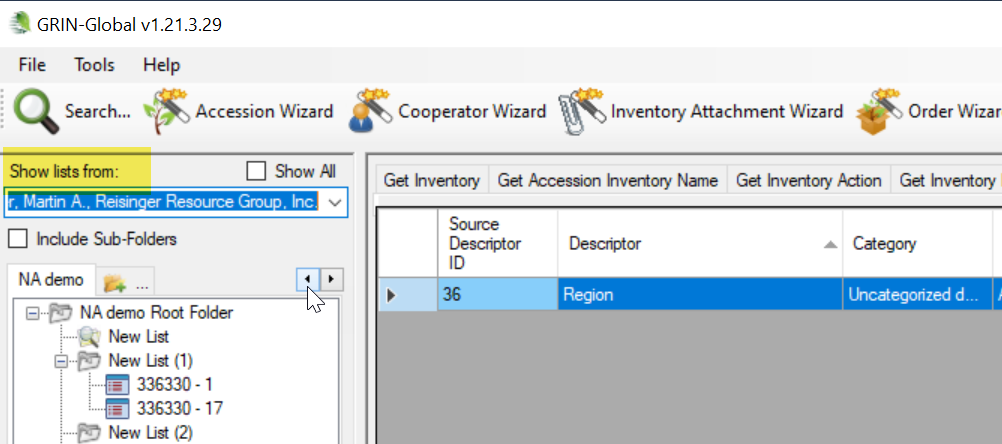 GRIN-Global v1.21.3.29
File Tools Help
Search... Accession Wizard Cooperator Wizard Inventory Attachment Wizard Order Wizar
Show lists from: Show All
r, Martin A., Reisinger Resource Group, Inc.
Include Sub-Folders
NA demo ...
NA demo Root Folder
New List
New List (1)
336330 - 1
336330 - 17
New List (2)
Get Inventory Get Accession Inventory Name Get Inventory Action Get Inventory
Source
Descriptor
ID
Descriptor
Category
36 Region Uncategorized d...